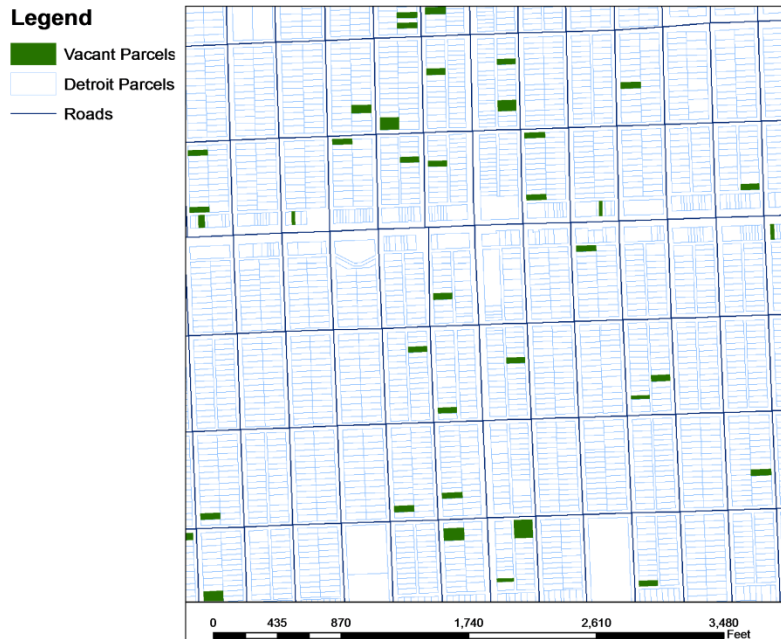 Legend
Vacant Parcels
Detroit Parcels
Roads
0 435 870 1,740 2,610 3,480
Feet